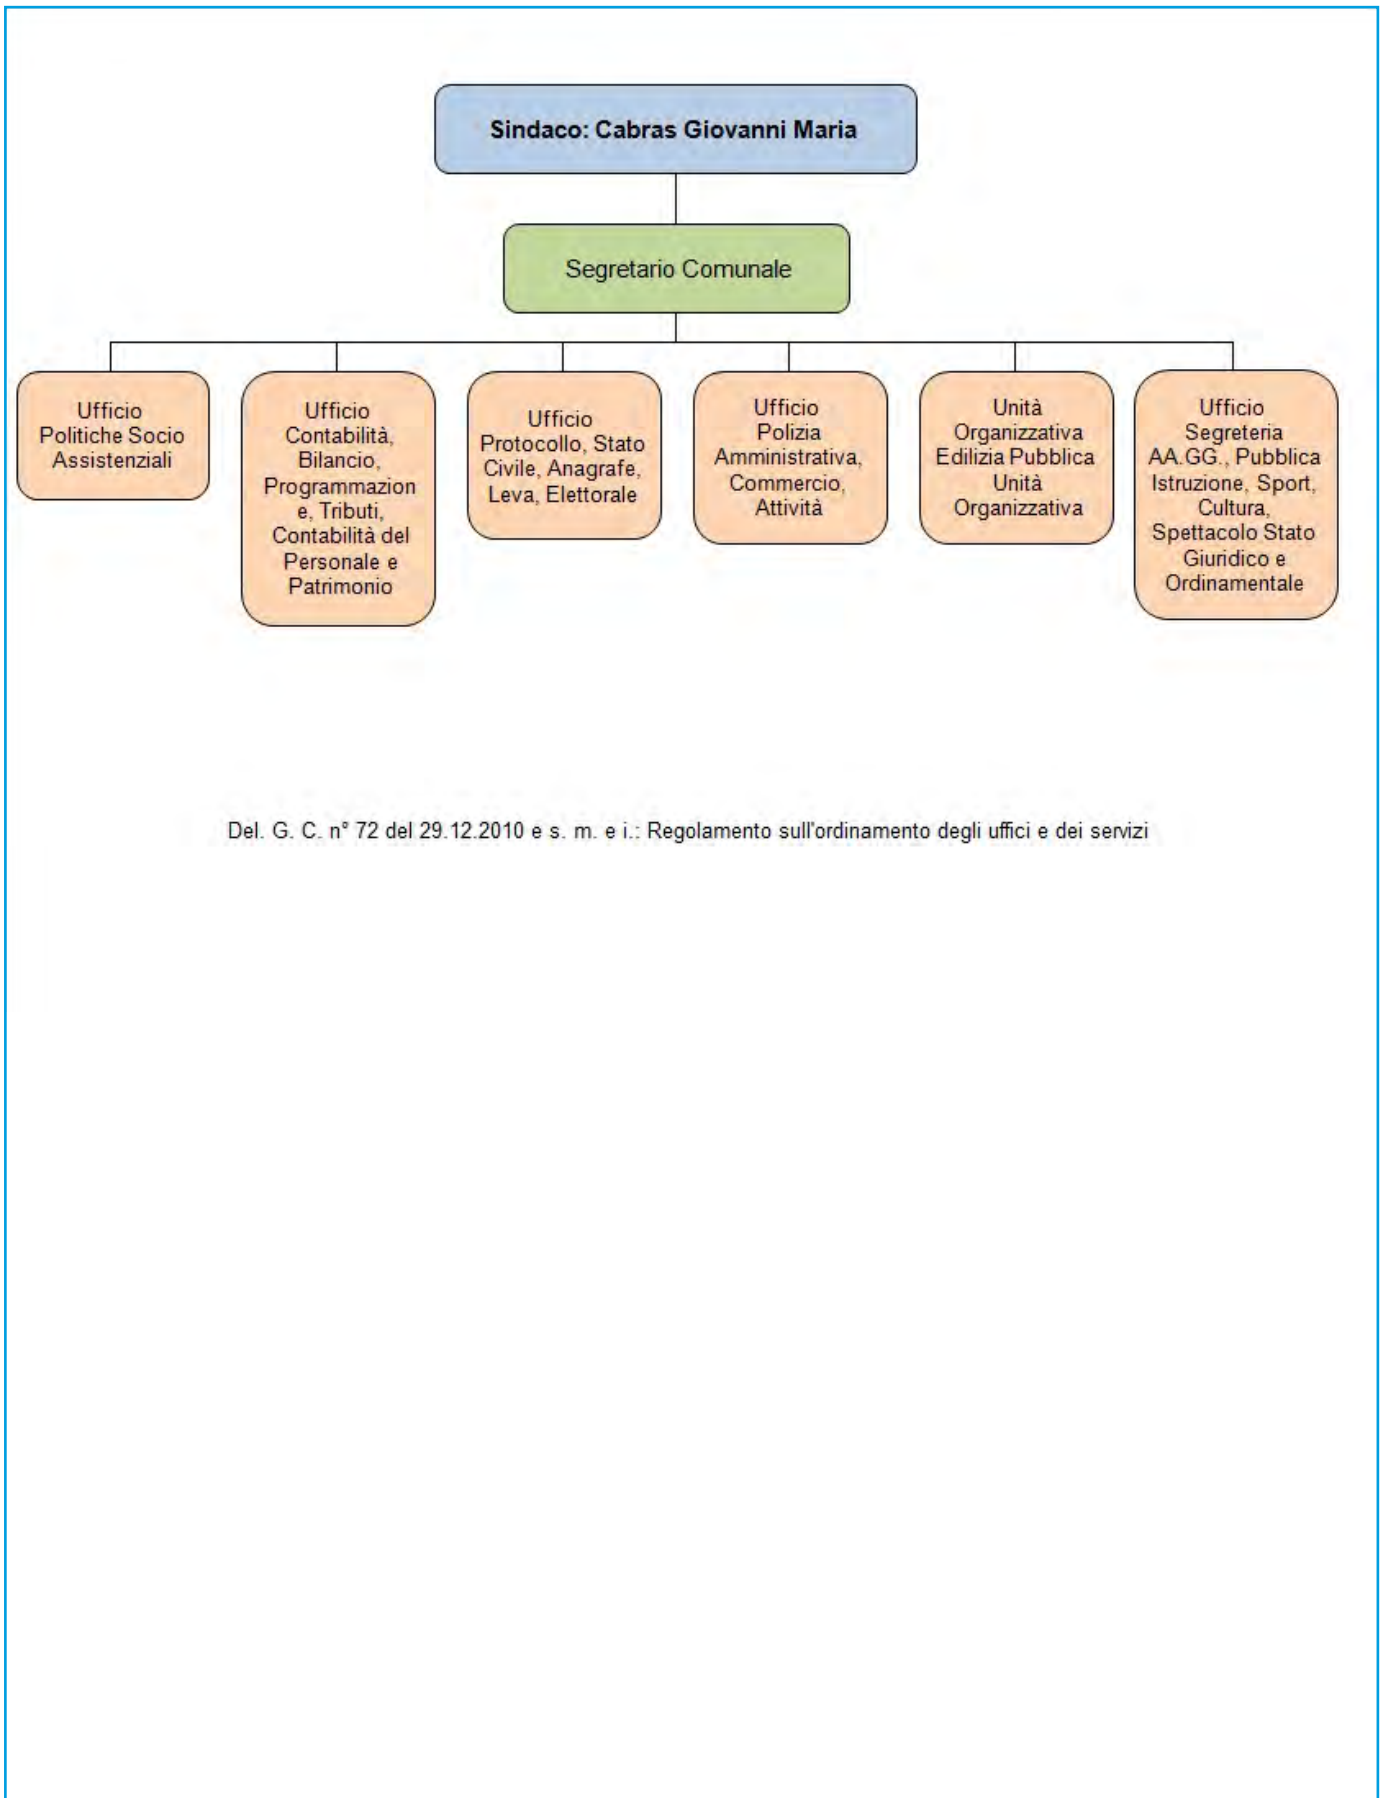 Sindaco: Cabras Giovanni Maria
Segretario Comunale
Ufficio
Politiche Socio
Assistenziali
Ufficio
Contabilità,
Bilancio,
Programmazion
e, Tributi,
Contabilità del
Personale e
Patrimonio
Ufficio
Protocollo, Stato
Civile, Anagrafe,
Leva, Elettorale
Ufficio
Polizia
Amministrativa,
Commercio,
Attività
Unità
Organizzativa
Edilizia Pubblica
Unità
Organizzativa
Ufficio
Segreteria
AA.GG., Pubblica
Istruzione, Sport,
Cultura,
Spettacolo Stato
Giuridico e
Ordinamentale
Del. G. C. n° 72 del 29.12.2010 e s. m. e i.: Regolamento sull'ordinamento degli uffici e dei servizi